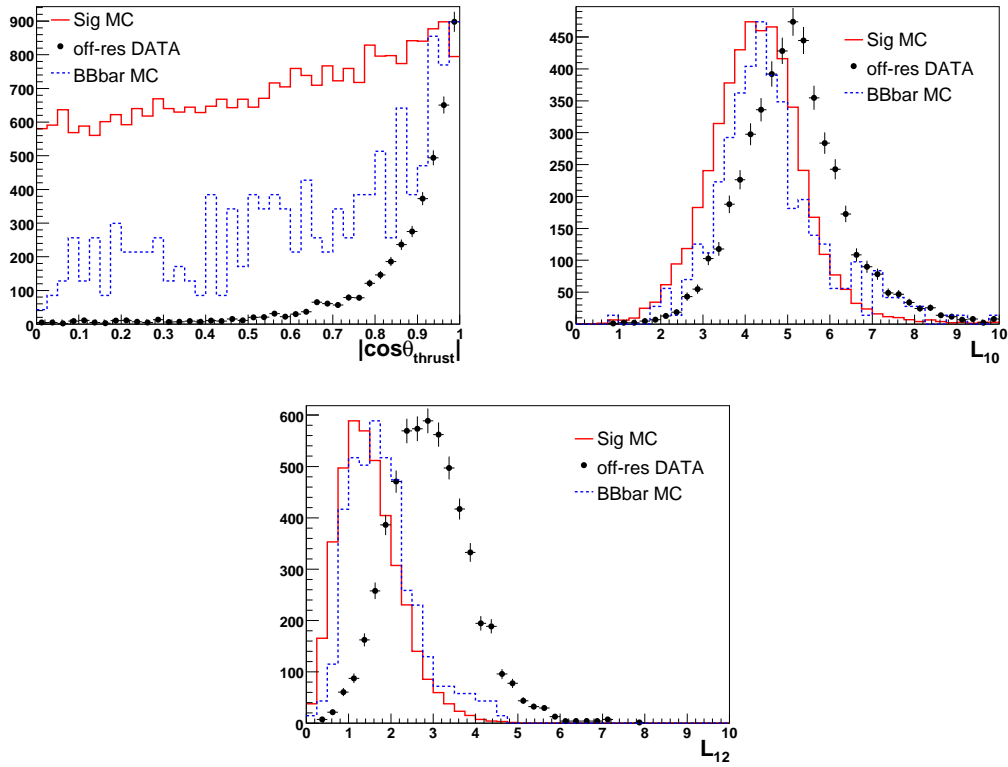 900
800
700
600
500
400
300
200
100
0
0 0.1 0.2 0.3 0.4 0.5 0.6 0.7 0.8 0.9 1
|cosθthrust|
Sig MC
off-res DATA
BBbar MC
450
400
350
300
250
200
150
100
50
0
0 1 2 3 4 5 6 7 8 9 10
L10
Sig MC
off-res DATA
BBbar MC
600
500
400
300
200
100
0
0 1 2 3 4 5 6 7 8 9 10
L12
Sig MC
off-res DATA
BBbar MC